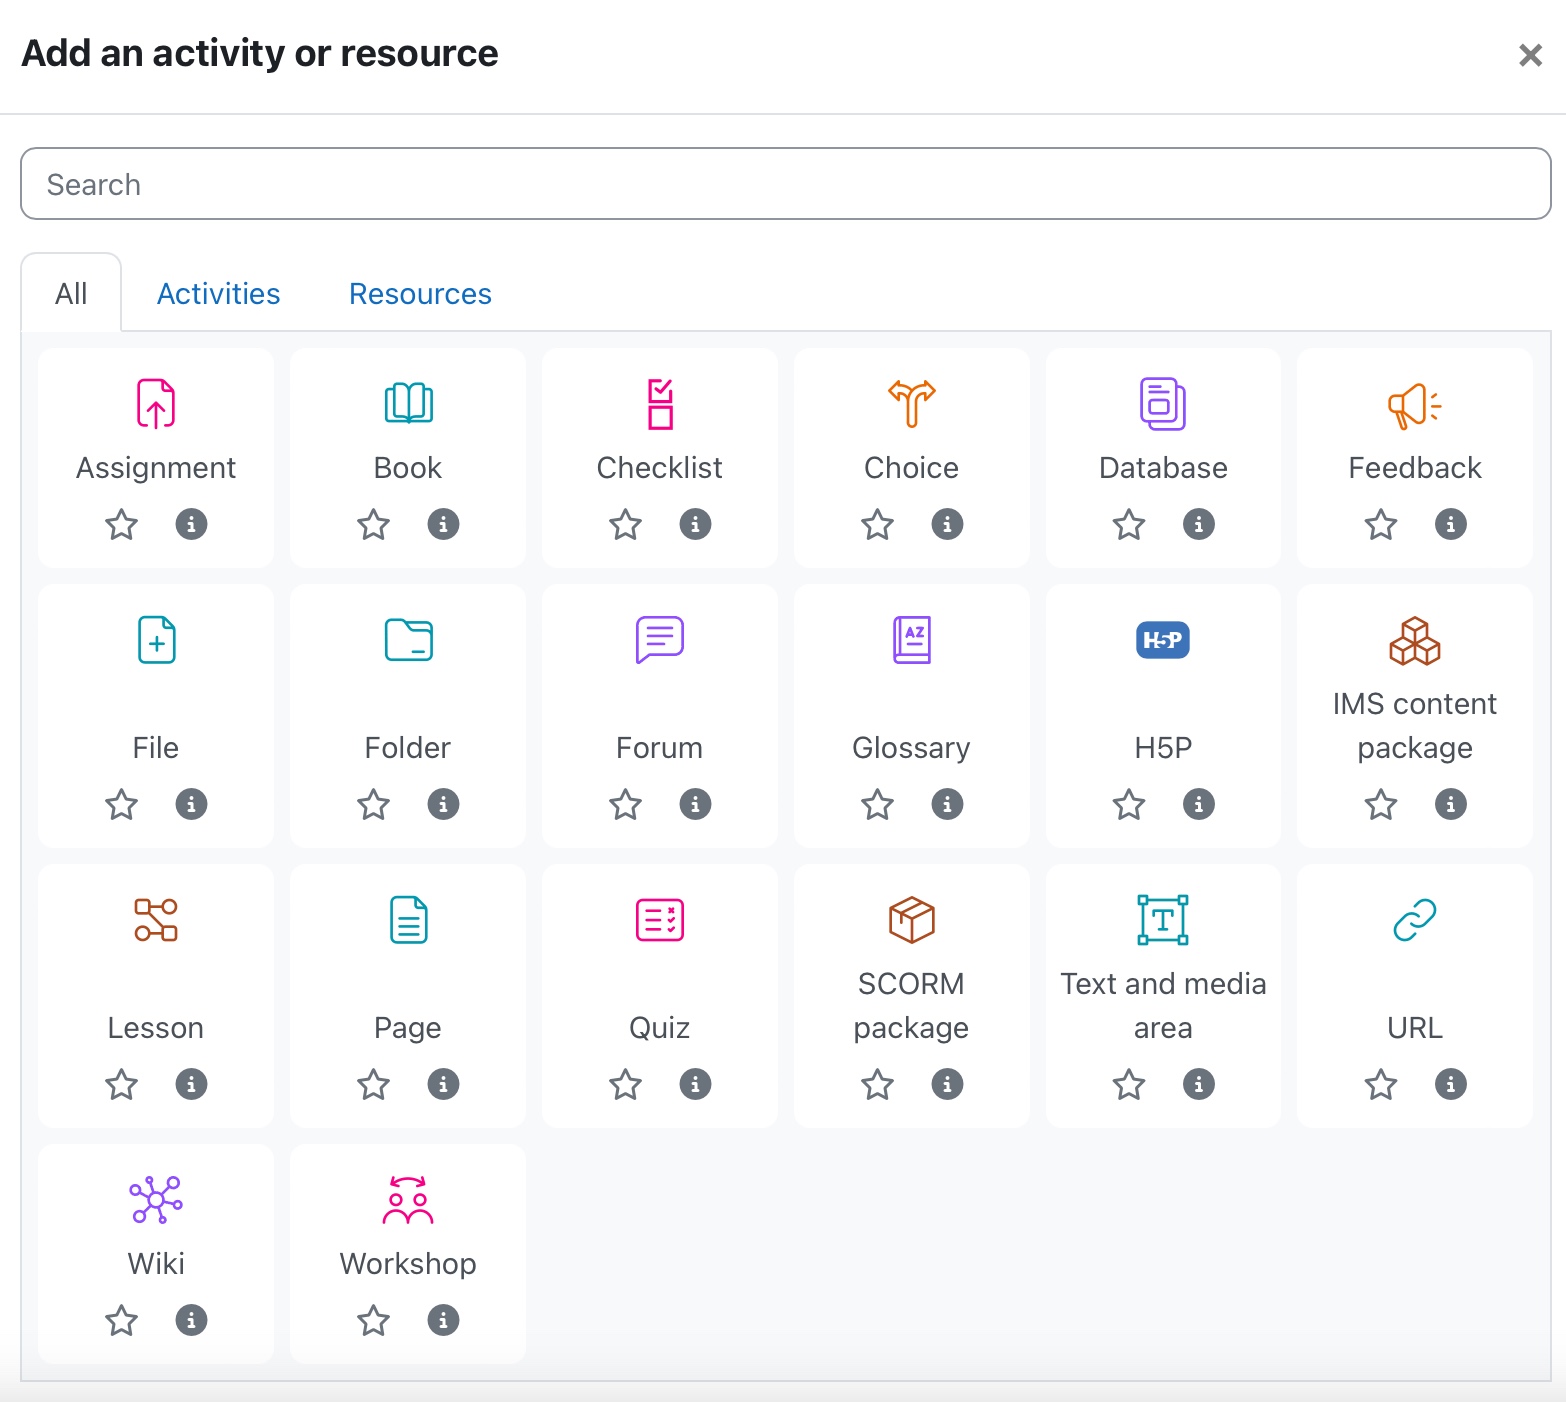 Add an activity or resource
Search
All Activities Resources
Assignment Book Checklist Choice Database Feedback
AZ
H5P
IMS content
File Folder Forum Glossary H5P package
T
SCORM Text and media
Lesson Page Quiz package area URL
Wiki Workshop